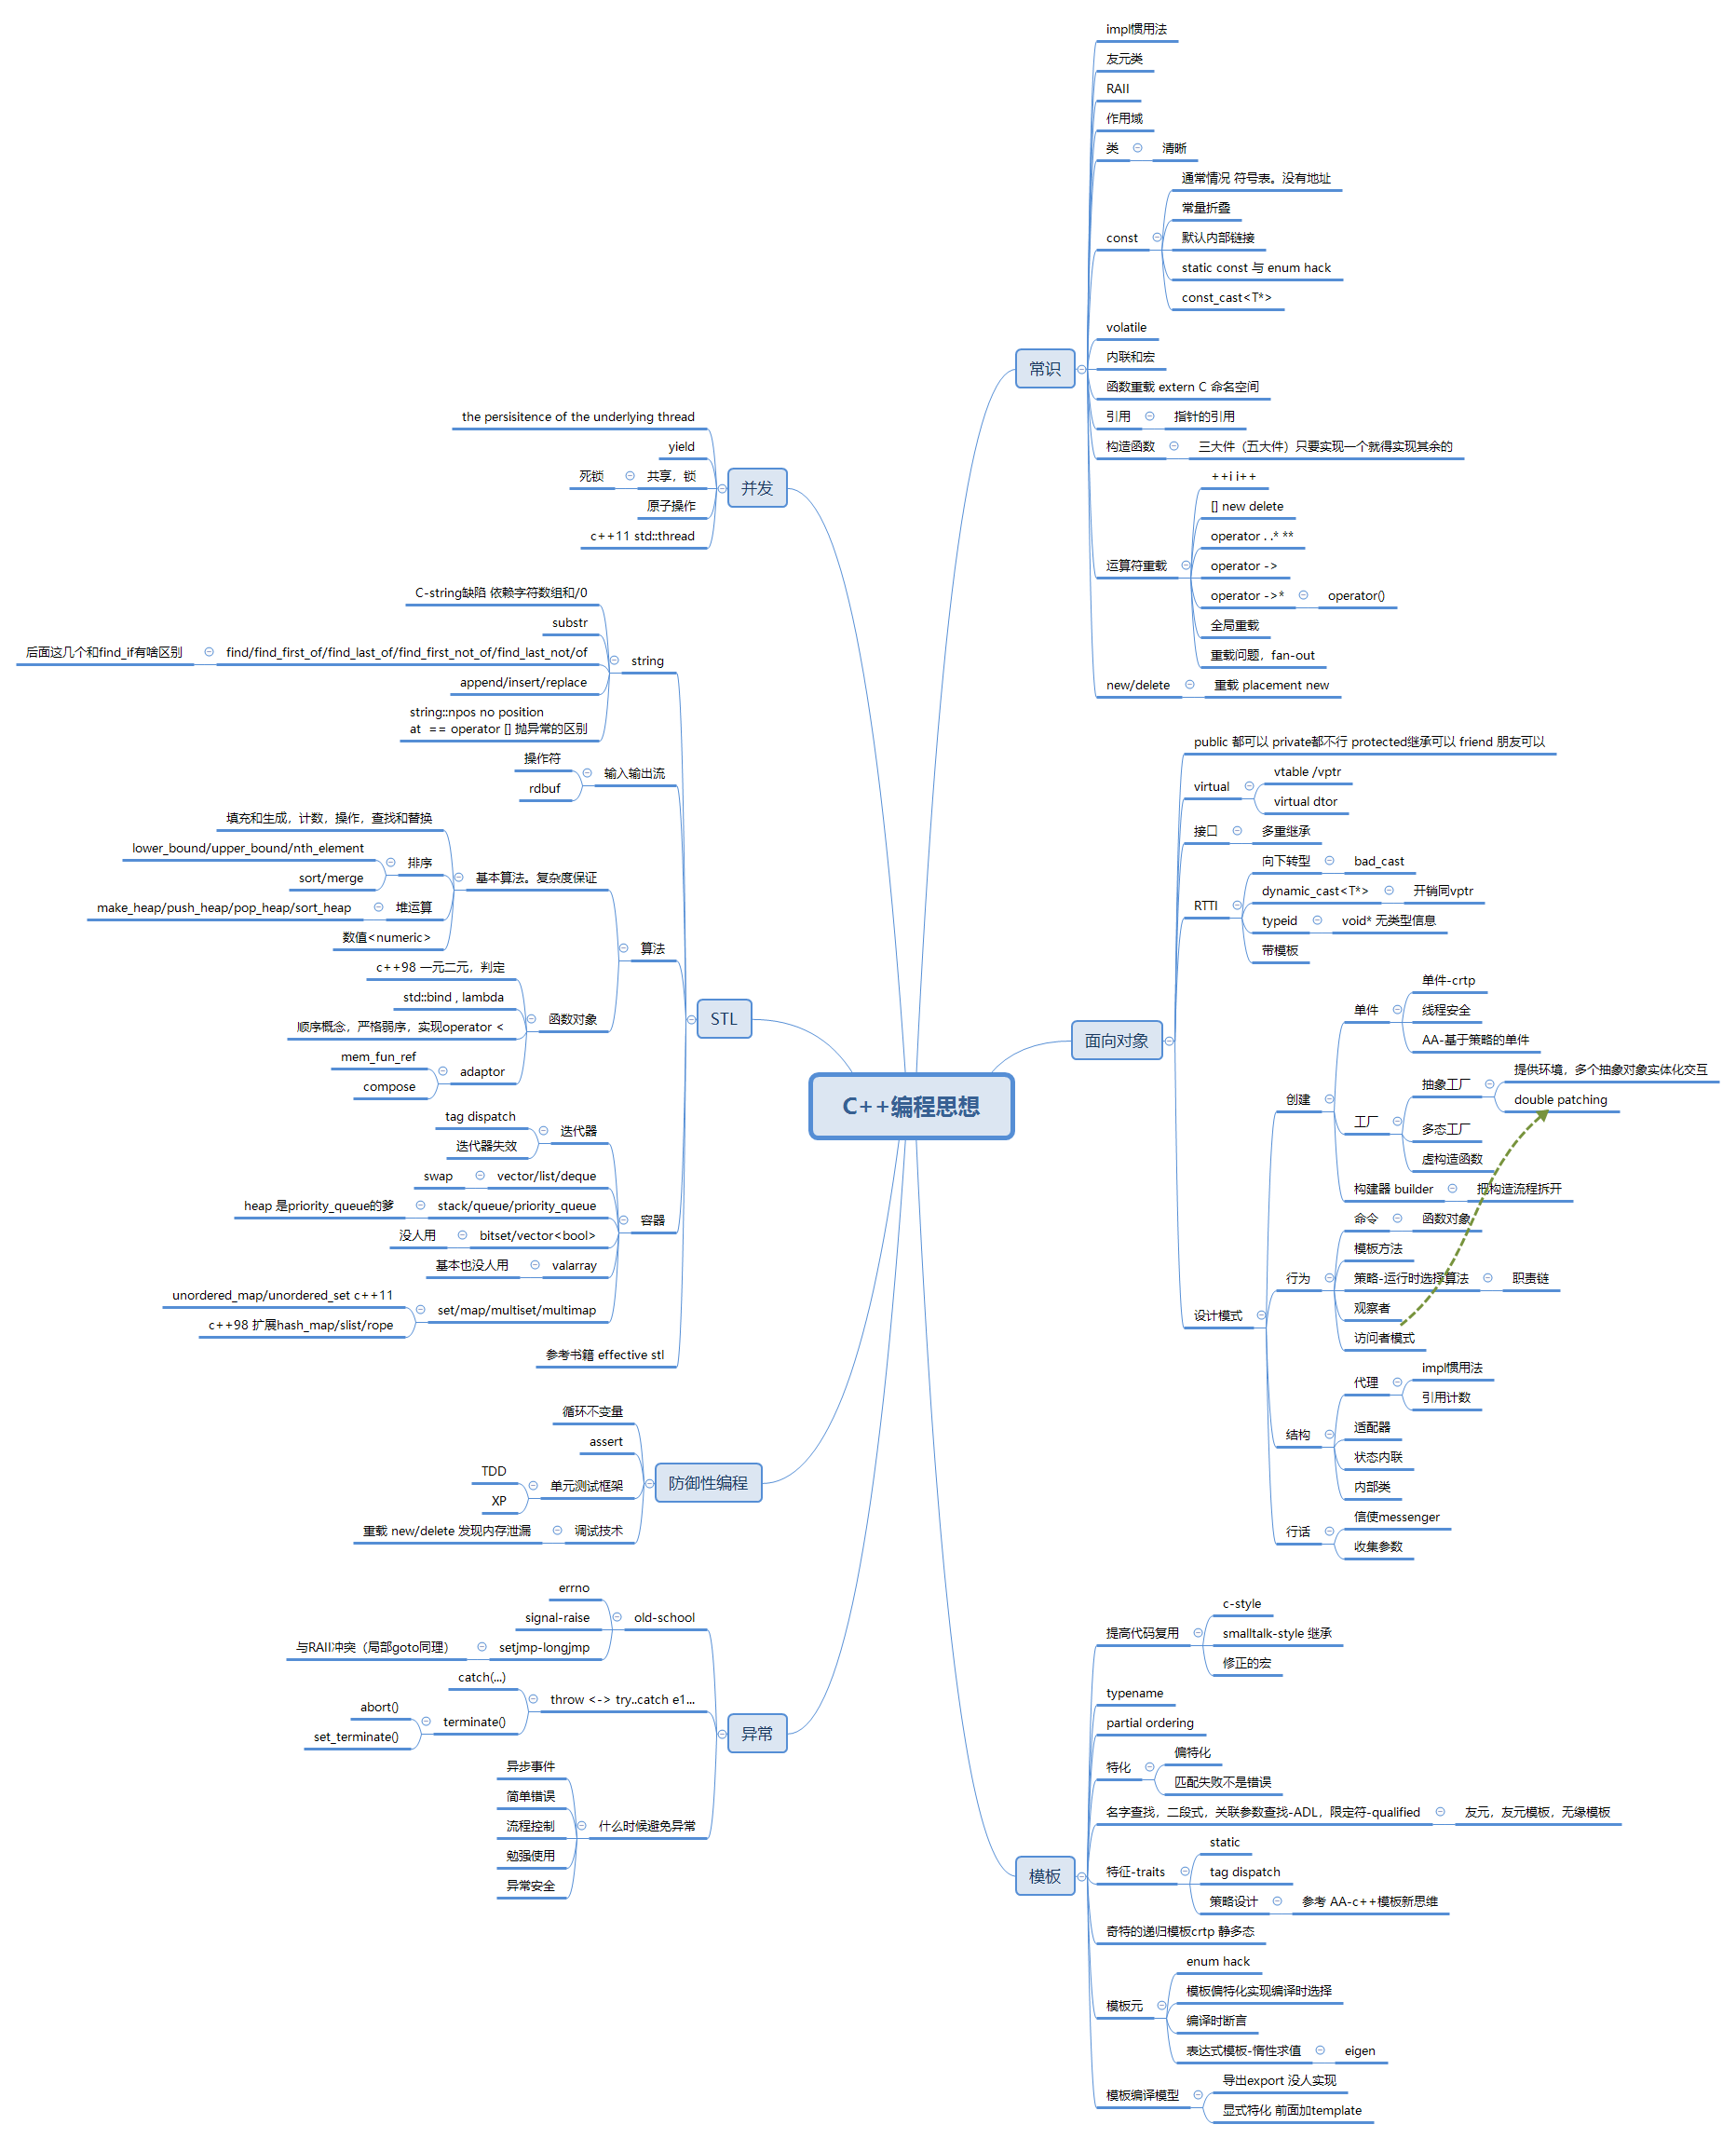 C++编程思想
常识
impl惯用法
友元类
RAII
作用域
类
清晰
const
通常情况 符号表。没有地址
常量折叠
默认内部链接
static const 与 enum hack
const_cast<T*>
volatile
内联和宏
函数重载 extern C 命名空间
引用
指针的引用
构造函数
三大件（五大件）只要实现一个就得实现其余的
运算符重载
++i i++
[] new delete
operator . .* **
operator ->
operator ->*
operator()
全局重载
重载问题，fan-out
new/delete
重载 placement new
面向对象
public 都可以 private都不行 protected继承可以 friend 朋友可以
virtual
vtable /vptr
virtual dtor
接口
多重继承
RTTI
向下转型
bad_cast
dynamic_cast<T*>
开销同vptr
typeid
void* 无类型信息
带模板
设计模式
创建
单件
单件-crtp
线程安全
AA-基于策略的单件
工厂
抽象工厂
提供环境，多个抽象对象实体化交互
double patching
多态工厂
虚构造函数
构建器 builder
把构造流程拆开
行为
命令
函数对象
模板方法
策略-运行时选择算法
职责链
观察者
访问者模式
结构
代理
impl惯用法
引用计数
适配器
状态内联
内部类
行话
信使messenger
收集参数
模板
提高代码复用
c-style
smalltalk-style 继承
修正的宏
typename
partial ordering
特化
偏特化
匹配失败不是错误
名字查找，二段式，关联参数查找-ADL，限定符-qualified
友元，友元模板，无缘模板
特征-traits
static
tag dispatch
策略设计
参考 AA-c++模板新思维
奇特的递归模板crtp 静多态
模板元
enum hack
模板偏特化实现编译时选择
编译时断言
表达式模板-惰性求值
eigen
模板编译模型
导出export 没人实现
显式特化 前面加template
并发
the persisitence of the underlying thread
yield
共享，锁
死锁
原子操作
c++11 std::thread
STL
string
C-string缺陷 依赖字符数组和/0
substr
find/find_first_of/find_last_of/find_first_not_of/find_last_not/of
后面这几个和find_if有啥区别
append/insert/replace
string::npos no position
at == operator [] 抛异常的区别
输入输出流
操作符
rdbuf
算法
基本算法。复杂度保证
填充和生成，计数，操作，查找和替换
排序
lower_bound/upper_bound/nth_element
sort/merge
堆运算
make_heap/push_heap/pop_heap/sort_heap
数值<numeric>
函数对象
c++98 一元二元，判定
std::bind , lambda
顺序概念，严格弱序，实现operator <
adaptor
mem_fun_ref
compose
容器
迭代器
tag dispatch
迭代器失效
vector/list/deque
swap
stack/queue/priority_queue
heap 是priority_queue的爹
bitset/vector<bool>
没人用
valarray
基本也没人用
set/map/multiset/multimap
unordered_map/unordered_set c++11
c++98 扩展hash_map/slist/rope
参考书籍 effective stl
防御性编程
循环不变量
assert
单元测试框架
TDD
XP
调试技术
重载 new/delete 发现内存泄漏
异常
old-school
errno
signal-raise
setjmp-longjmp
与RAII冲突（局部goto同理）
throw <-> try..catch e1...
catch(...)
terminate()
abort()
set_terminate()
什么时候避免异常
异步事件
简单错误
流程控制
勉强使用
异常安全